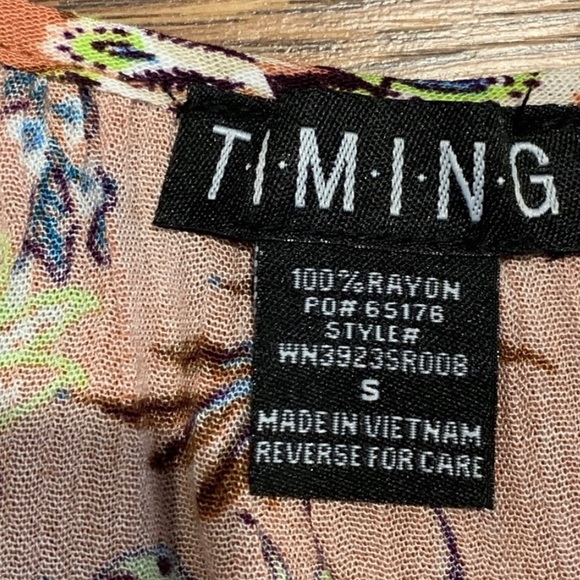 T·I·M·I·N·G
100% RAYON
PO# 65176
STYLE#
WN3923SR008
S
MADE IN VIETNAM
REVERSE FOR CARE